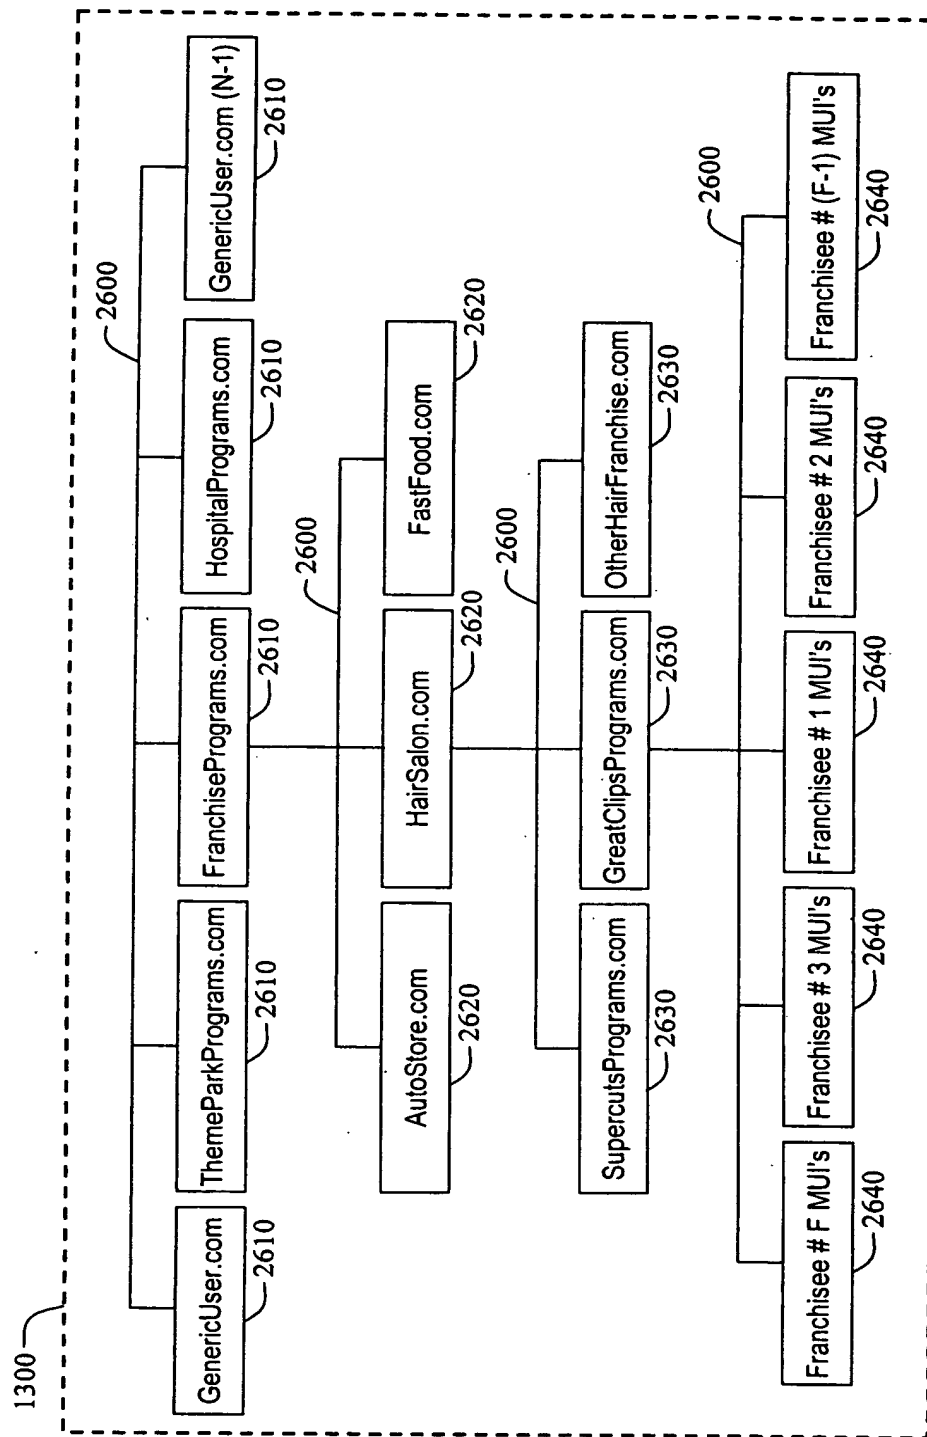 1300
2600
GenericUser.com
2610
ThemeParkPrograms.com
2610
FranchisePrograms.com
2610
HospitalPrograms.com
2610
GenericUser.com (N-1)
2610
2600
AutoStore.com
2620
HairSalon.com
2620
FastFood.com
2620
2600
SupercutsPrograms.com
2630
GreatClipsPrograms.com
2630
OtherHairFranchise.com
2630
2600
Franchisee # F MUI's
2640
Franchisee # 3 MUI's
2640
Franchisee # 1 MUI's
2640
Franchisee # 2 MUI's
2640
Franchisee # (F-1) MUI's
2640